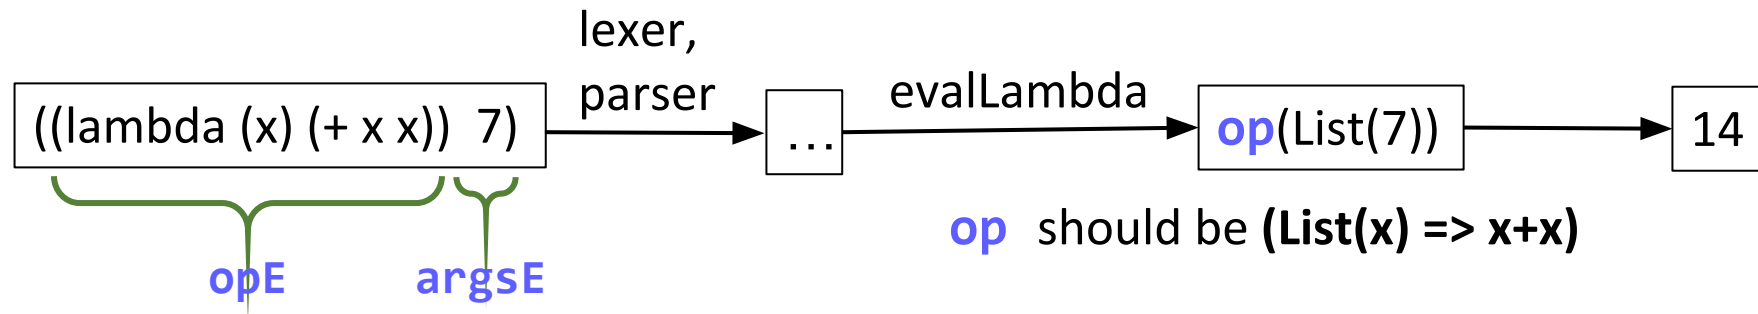 lexer,
parser
((lambda (x) (+ x x)) 7)
...
evalLambda
op(List(7))
14
op should be (List(x) => x+x)
opE argsE